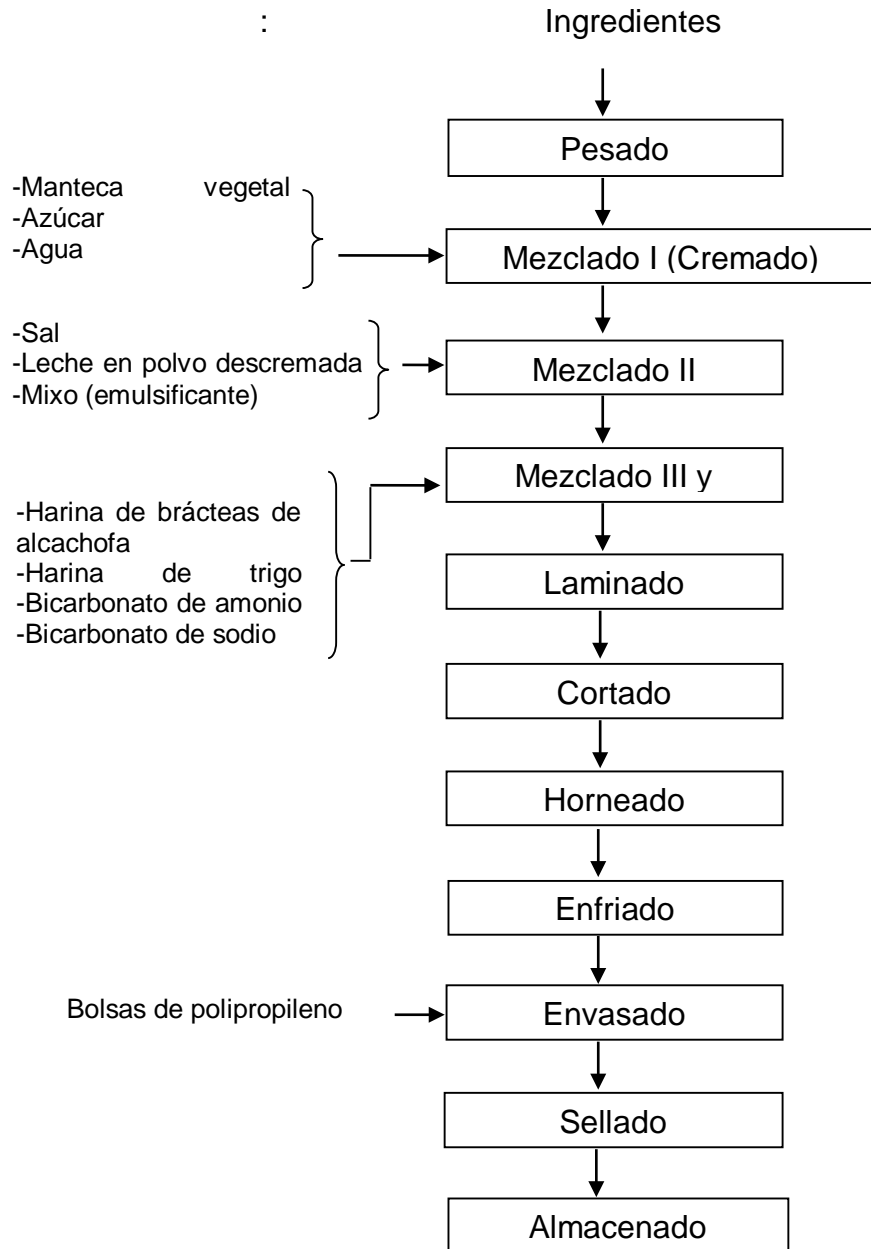 : Ingredientes
Pesado
-Manteca vegetal
-Azúcar
-Agua
Mezclado I (Cremado)
-Sal
-Leche en polvo descremada
-Mixo (emulsificante)
Mezclado II
Mezclado III y
-Harina de brácteas de
alcachofa
-Harina de trigo
-Bicarbonato de amonio
-Bicarbonato de sodio
Laminado
Cortado
Horneado
Enfriado
Bolsas de polipropileno
Envasado
Sellado
Almacenado